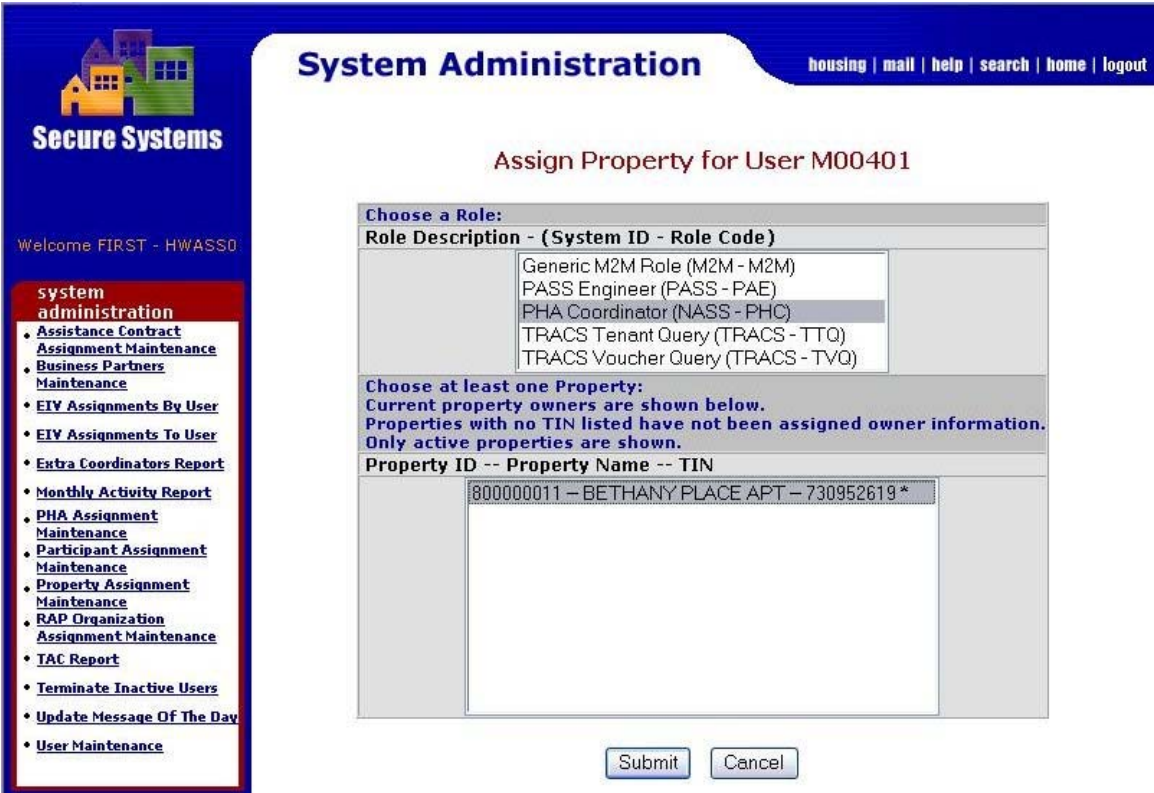 System Administration
housing | mail | help | search | home | logout
Secure Systems
Welcome FIRST - HWASS0
system
administration
Assistance Contract
Assignment Maintenance
Business Partners
Maintenance
EIV Assignments By User
EIV Assignments To User
Extra Coordinators Report
Monthly Activity Report
PHA Assignment
Maintenance
Participant Assignment
Maintenance
Property Assignment
Maintenance
RAP Organization
Assignment Maintenance
TAC Report
Terminate Inactive Users
Update Message Of The Day
User Maintenance
Assign Property for User M00401
Choose a Role:
Role Description - (System ID - Role Code)
Generic M2M Role (M2M - M2M)
PASS Engineer (PASS - PAE)
PHA Coordinator (NASS - PHC)
TRACS Tenant Query (TRACS - TTQ)
TRACS Voucher Query (TRACS - TVQ)
Choose at least one Property:
Current property owners are shown below.
Properties with no TIN listed have not been assigned owner information.
Only active properties are shown.
Property ID -- Property Name -- TIN
800000011 – BETHANY PLACE APT – 730952619 *
Submit
Cancel